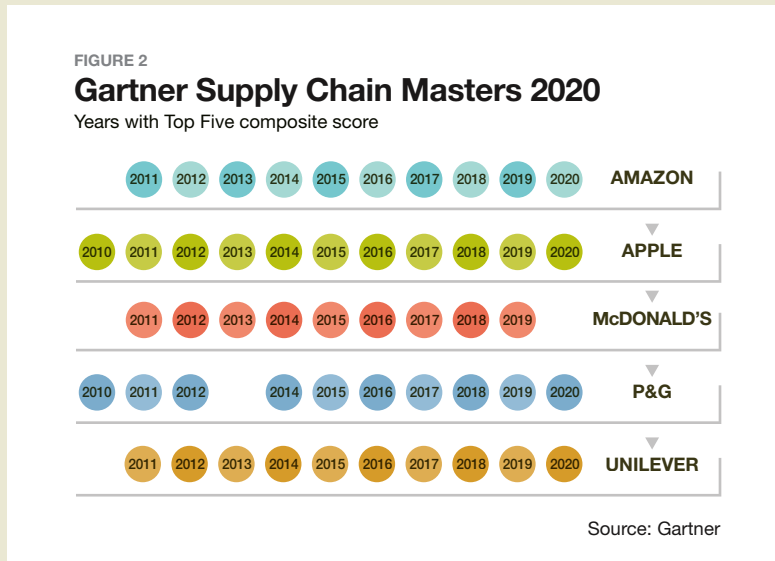 FIGURE 2
Gartner Supply Chain Masters 2020
Years with Top Five composite score
2011 2012 2013 2014 2015 2016 2017 2018 2019 2020 AMAZON
2010 2011 2012 2013 2014 2015 2016 2017 2018 2019 2020 APPLE
2011 2012 2013 2014 2015 2016 2017 2018 2019 McDONALD'S
2010 2011 2012 2014 2015 2016 2017 2018 2019 2020 P&G
2011 2012 2013 2014 2015 2016 2017 2018 2019 2020 UNILEVER
Source: Gartner